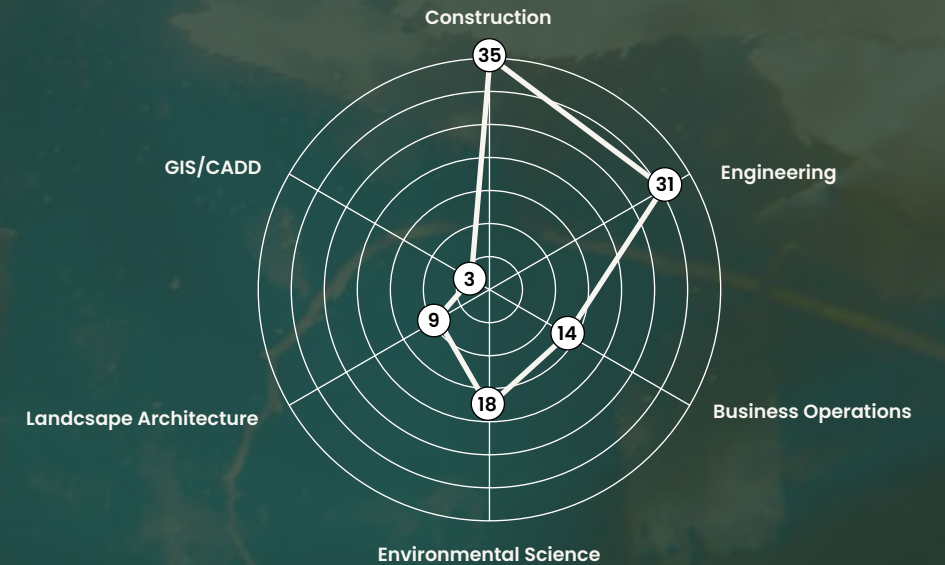 Construction
35
GIS/CADD
Engineering
31
3
9
14
18
Landcsape Architecture
Business Operations
Environmental Science